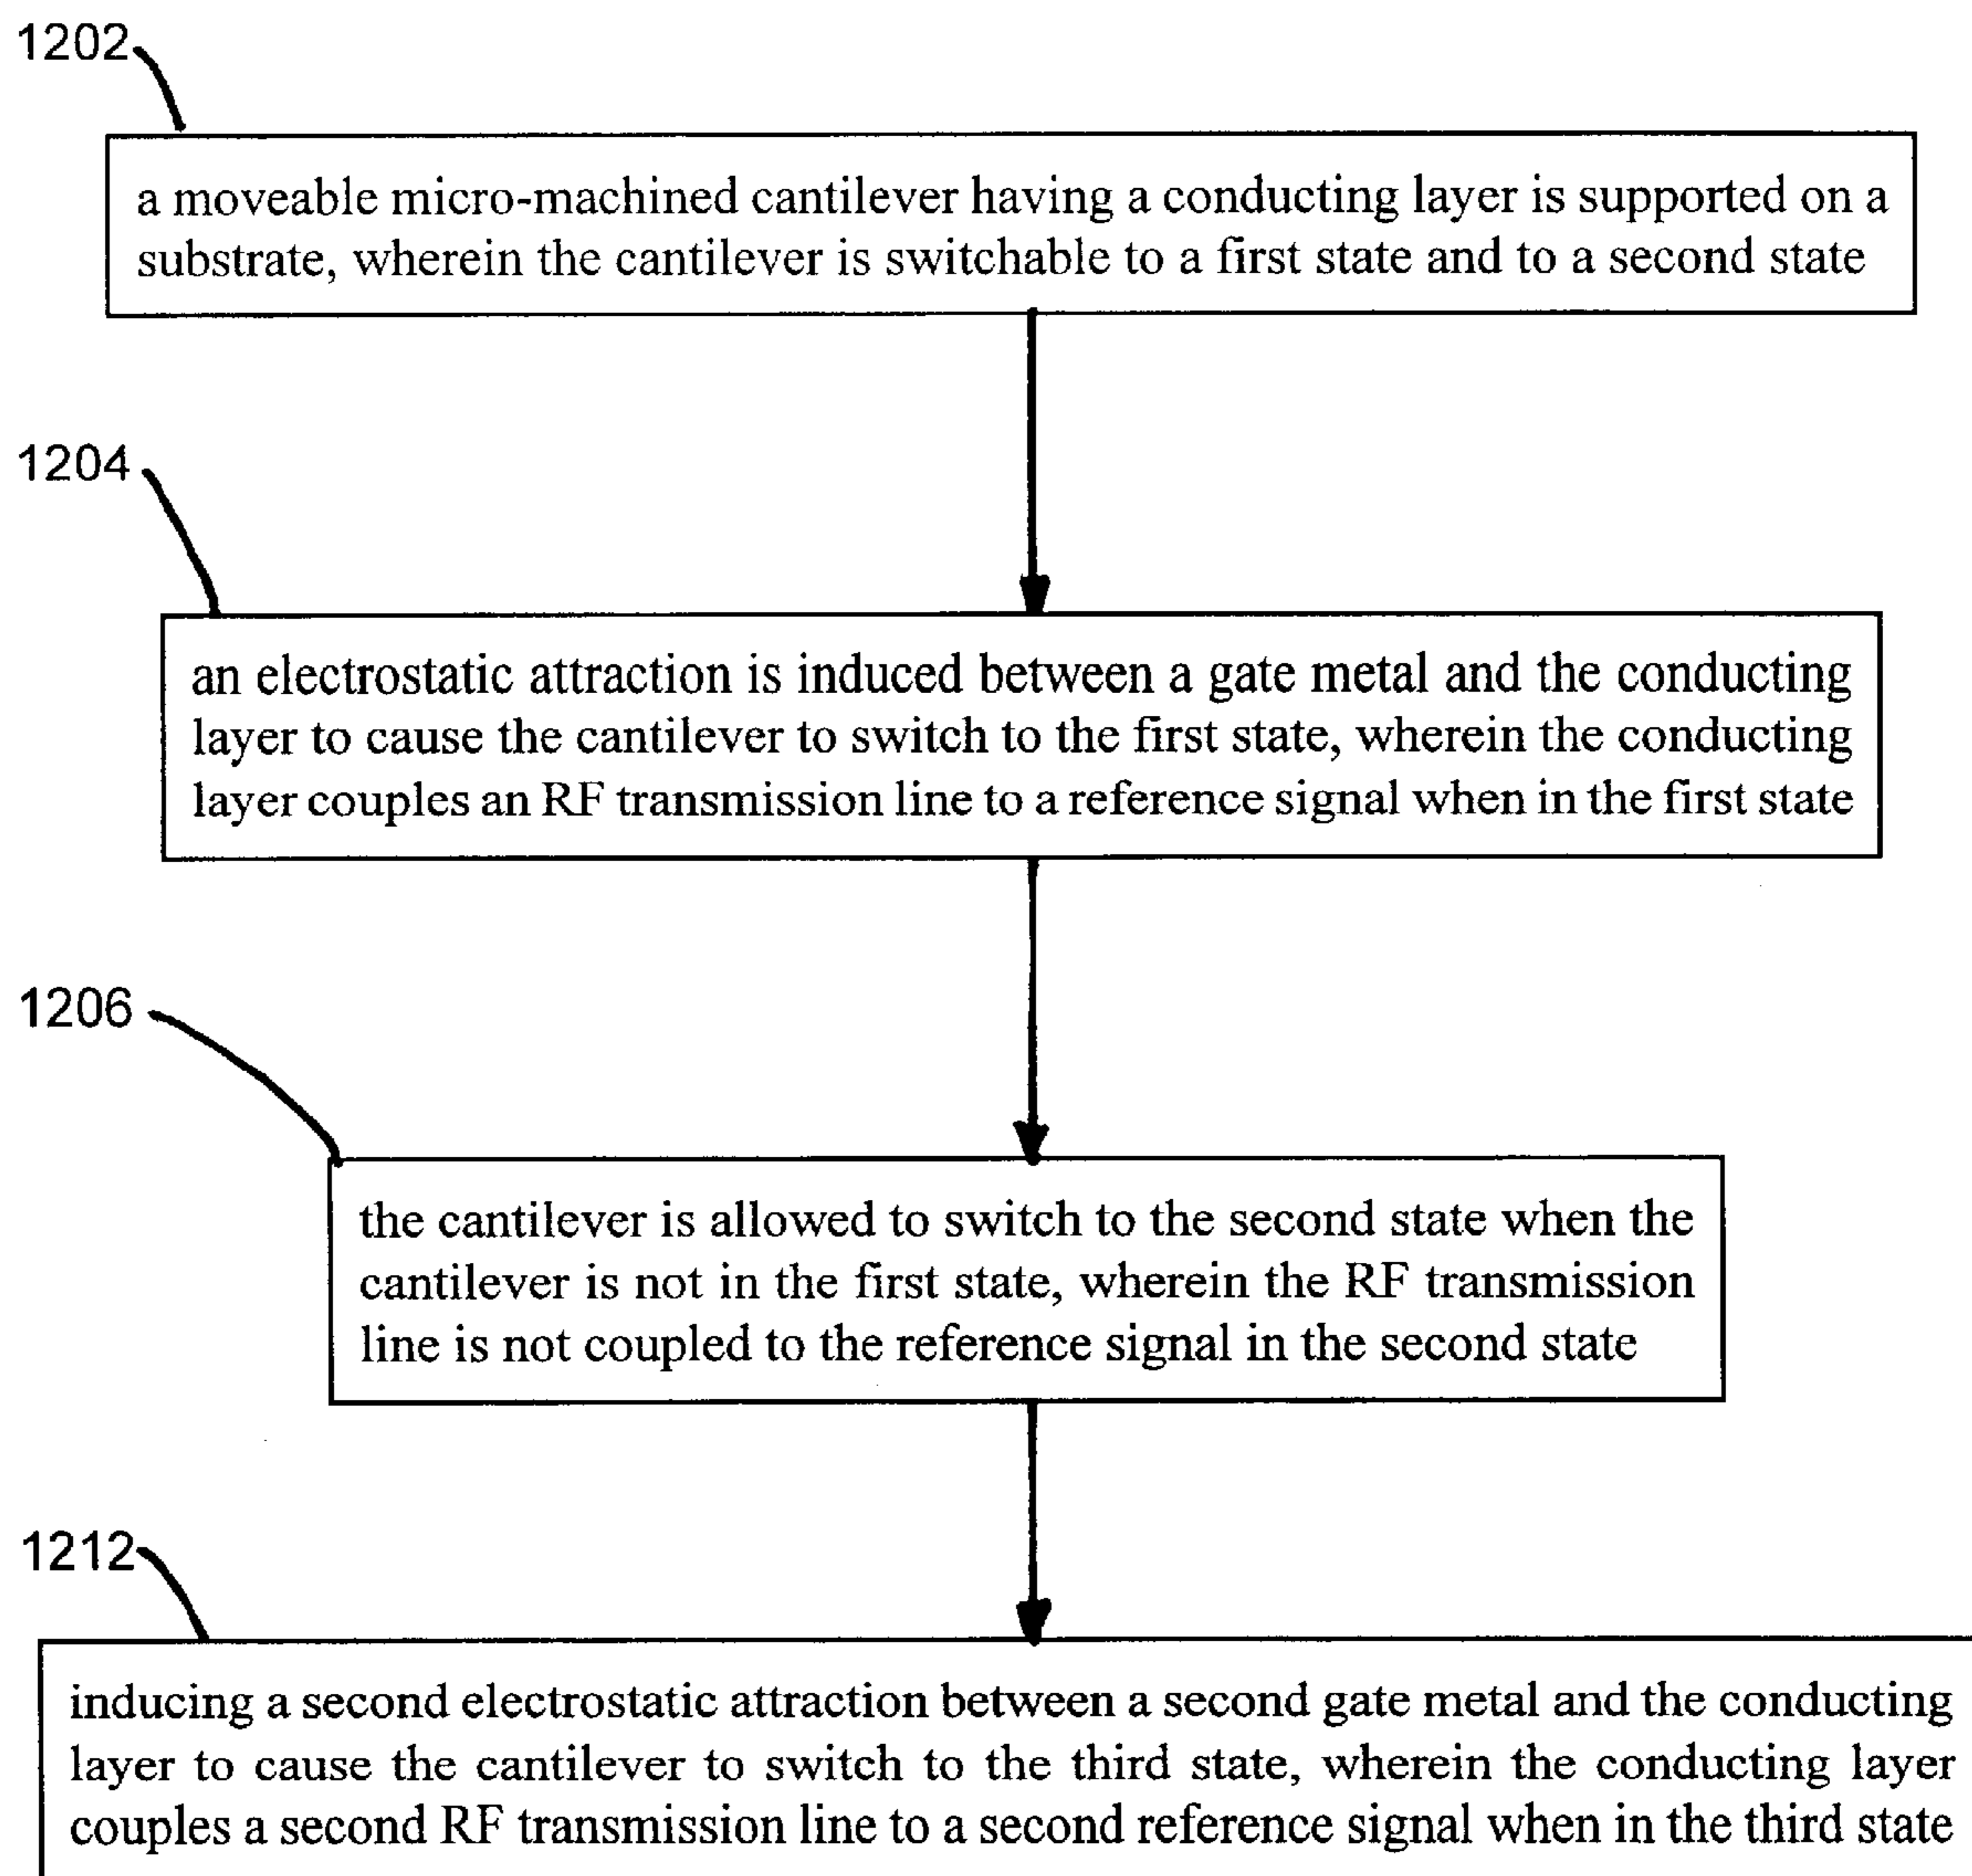 1202
a moveable micro-machined cantilever having a conducting layer is supported on a
substrate, wherein the cantilever is switchable to a first state and to a second state
1204
an electrostatic attraction is induced between a gate metal and the conducting
layer to cause the cantilever to switch to the first state, wherein the conducting
layer couples an RF transmission line to a reference signal when in the first state
1206
the cantilever is allowed to switch to the second state when the
cantilever is not in the first state, wherein the RF transmission
line is not coupled to the reference signal in the second state
1212
inducing a second electrostatic attraction between a second gate metal and the conducting
layer to cause the cantilever to switch to the third state, wherein the conducting layer
couples a second RF transmission line to a second reference signal when in the third state